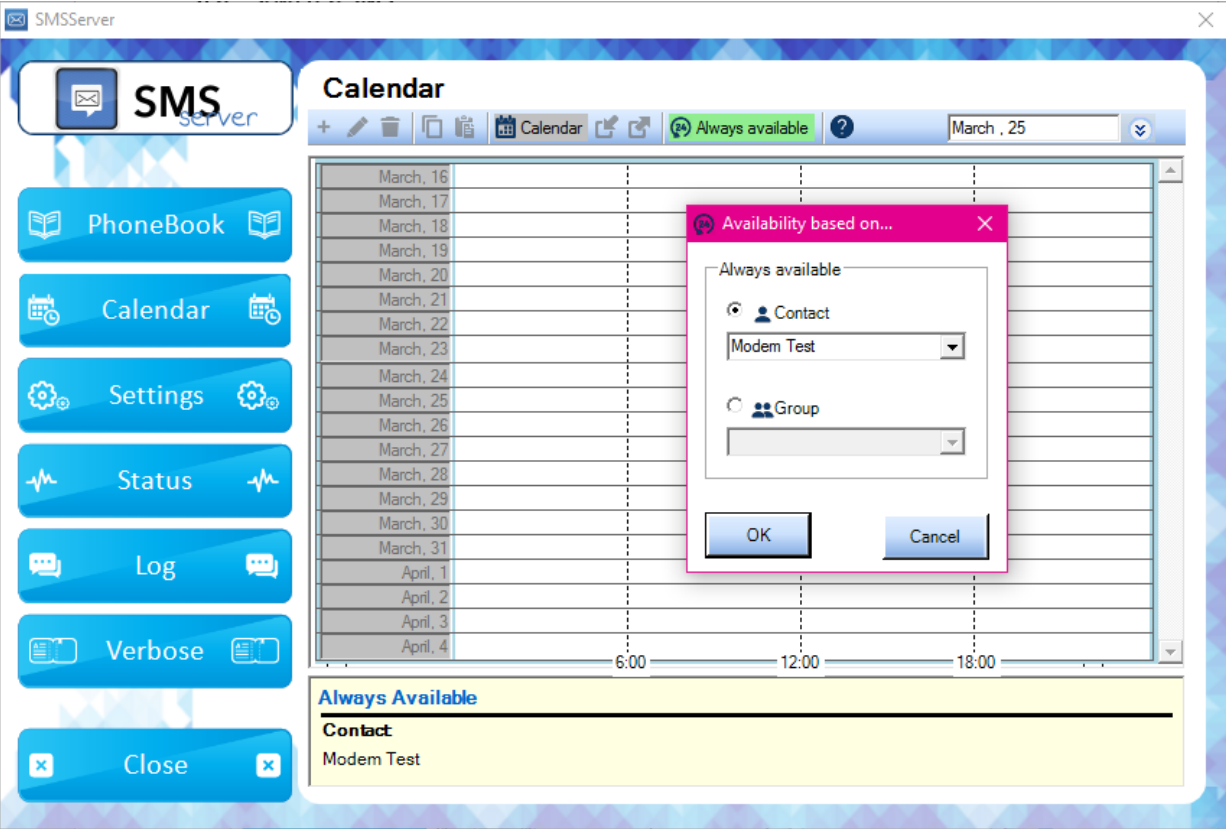 SMSServer
SMS
server
PhoneBook
Calendar
Settings
Status
Log
Verbose
Close
Calendar
Calendar
24 Always available
?
March , 25
March, 16
March, 17
March, 18
March, 19
March, 20
March, 21
March, 22
March, 23
March, 24
March, 25
March, 26
March, 27
March, 28
March, 29
March, 30
March, 31
April, 1
April, 2
April, 3
April, 4
6:00 12:00 18:00
24 Availability based on...
Always available
Contact
Modem Test
Group
OK Cancel
Always Available
Contact:
Modem Test